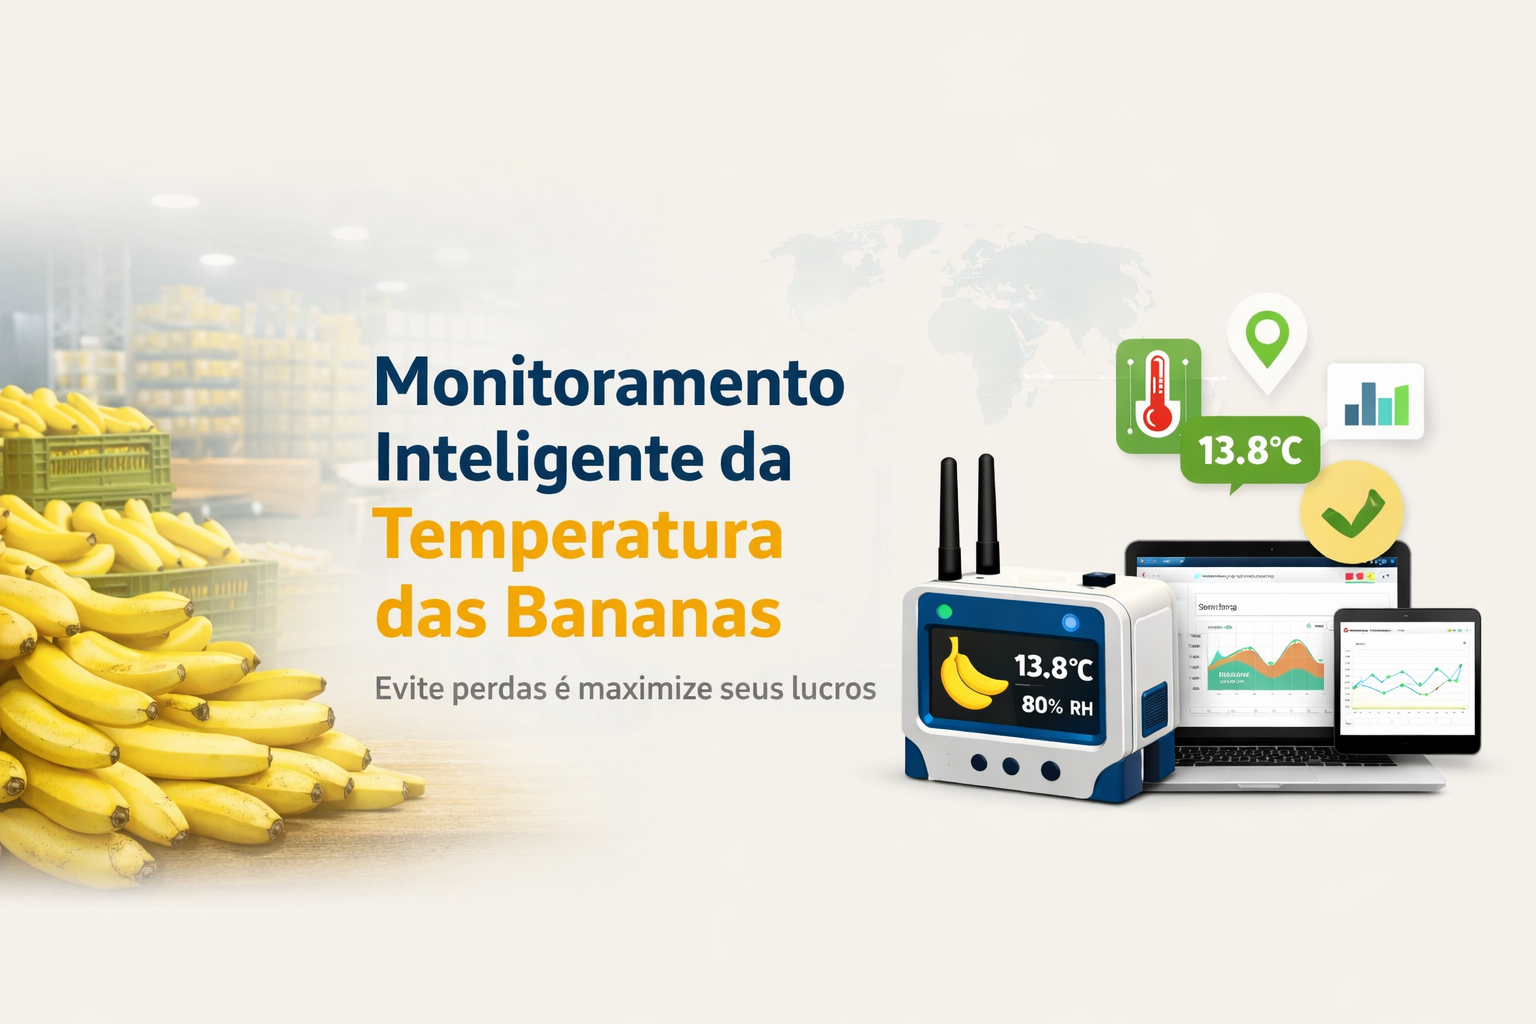 Monitoramento
Inteligente da
Temperatura
das Bananas
Evite perdas é maximize seus lucros
13.8°C
13.8°C
80% RH